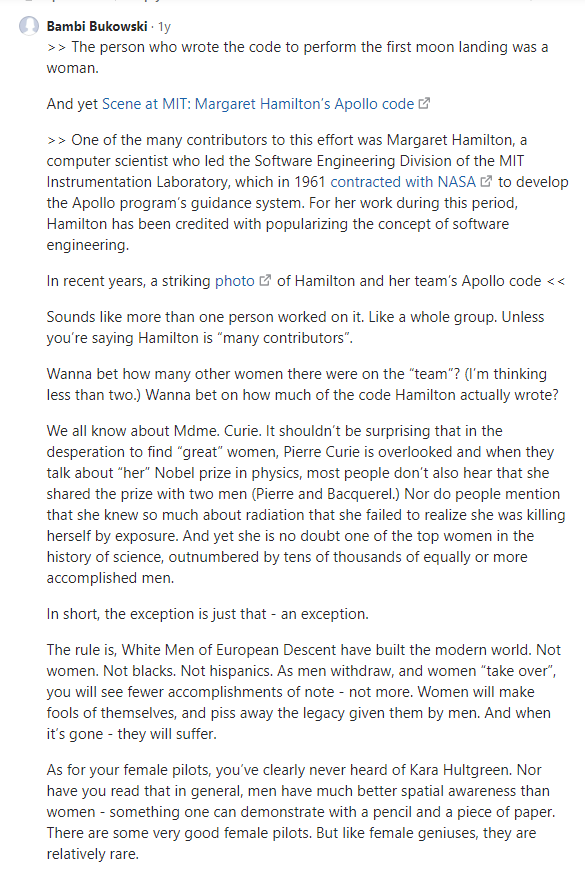 Bambi Bukowski · 1y
>> The person who wrote the code to perform the first moon landing was a
woman.
And yet Scene at MIT: Margaret Hamilton's Apollo code
>> One of the many contributors to this effort was Margaret Hamilton, a
computer scientist who led the Software Engineering Division of the MIT
Instrumentation Laboratory, which in 1961 contracted with NASA to develop
the Apollo program's guidance system. For her work during this period,
Hamilton has been credited with popularizing the concept of software
engineering.
In recent years, a striking photo of Hamilton and her team's Apollo code <<
Sounds like more than one person worked on it. Like a whole group. Unless
you're saying Hamilton is “many contributors”.
Wanna bet how many other women there were on the “team”? (I'm thinking
less than two.) Wanna bet on how much of the code Hamilton actually wrote?
We all know about Mdme. Curie. It shouldn't be surprising that in the
desperation to find “great” women, Pierre Curie is overlooked and when they
talk about “her” Nobel prize in physics, most people don't also hear that she
shared the prize with two men (Pierre and Bacquerel.) Nor do people mention
that she knew so much about radiation that she failed to realize she was killing
herself by exposure. And yet she is no doubt one of the top women in the
history of science, outnumbered by tens of thousands of equally or more
accomplished men.
In short, the exception is just that - an exception.
The rule is, White Men of European Descent have built the modern world. Not
women. Not blacks. Not hispanics. As men withdraw, and women “take over”,
you will see fewer accomplishments of note - not more. Women will make
fools of themselves, and piss away the legacy given them by men. And when
it's gone - they will suffer.
As for your female pilots, you've clearly never heard of Kara Hultgreen. Nor
have you read that in general, men have much better spatial awareness than
women - something one can demonstrate with a pencil and a piece of paper.
There are some very good female pilots. But like female geniuses, they are
relatively rare.